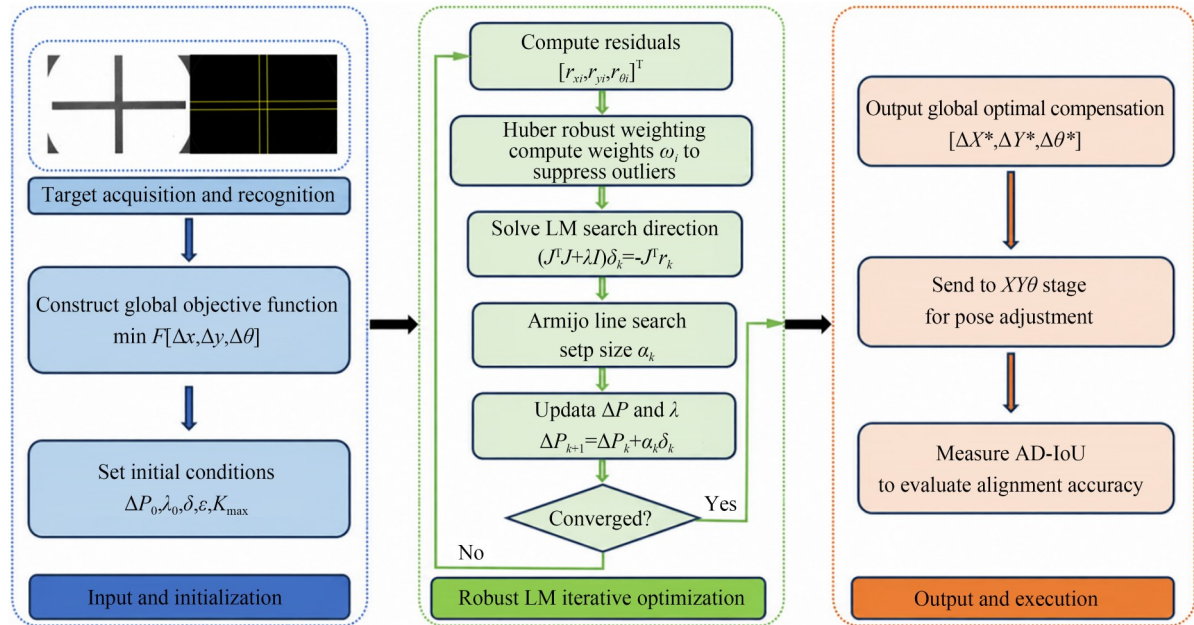 Target acquisition and recognition
Construct global objective function
min F[Δx,Δy,Δθ]
Set initial conditions
ΔP₀,λ₀,δ,ε,Kmax
Input and initialization
Compute residuals
[rxi,ryi,rθi]ᵀ
Huber robust weighting
compute weights ωi to
suppress outliers
Solve LM search direction
(JᵀJ+λI)δk=-Jᵀrk
Armijo line search
setp size αk
Updata ΔP and λ
ΔPk+1=ΔPk+αkδk
Converged?
Yes
No
Robust LM iterative optimization
Output global optimal compensation
[ΔX*,ΔY*,Δθ*]
Send to XYθ stage
for pose adjustment
Measure AD-IoU
to evaluate alignment accuracy
Output and execution